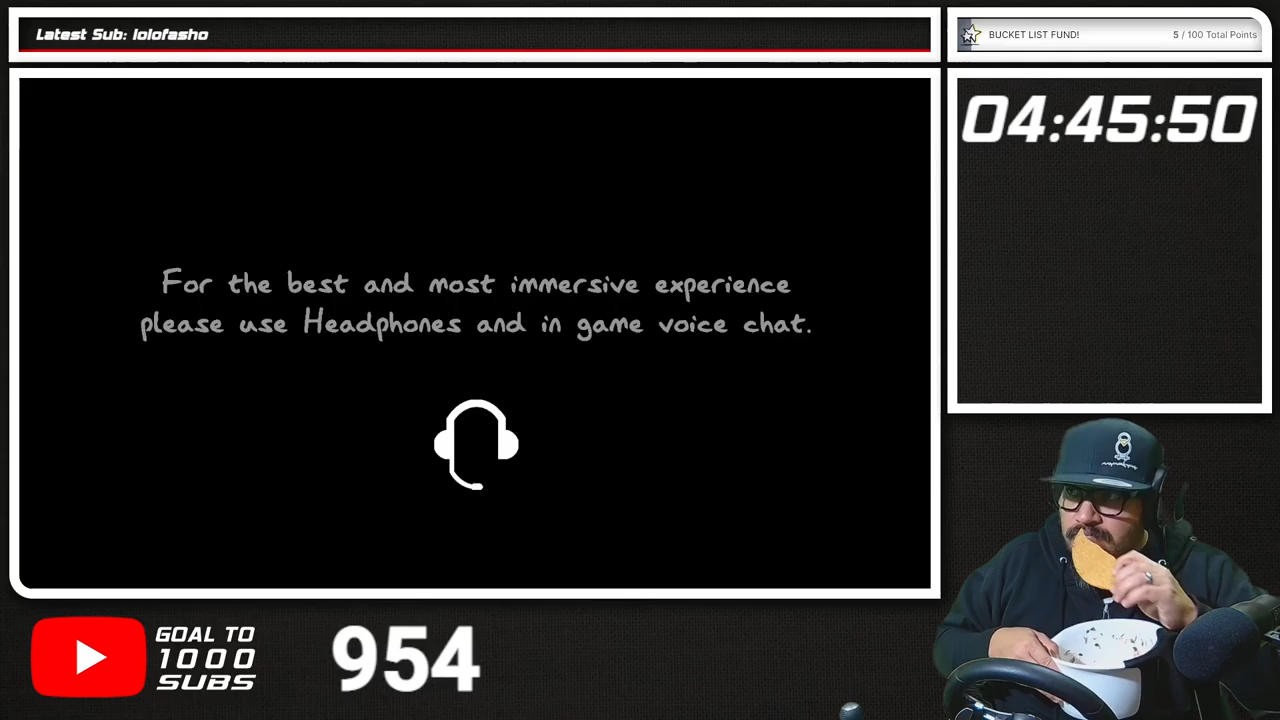 Latest Sub: lolofasho
BUCKET LIST FUND!
5 / 100 Total Points
04:45:50
For the best and most immersive experience
please use Headphones and in game voice chat.
GOAL TO
1000
SUBS
954